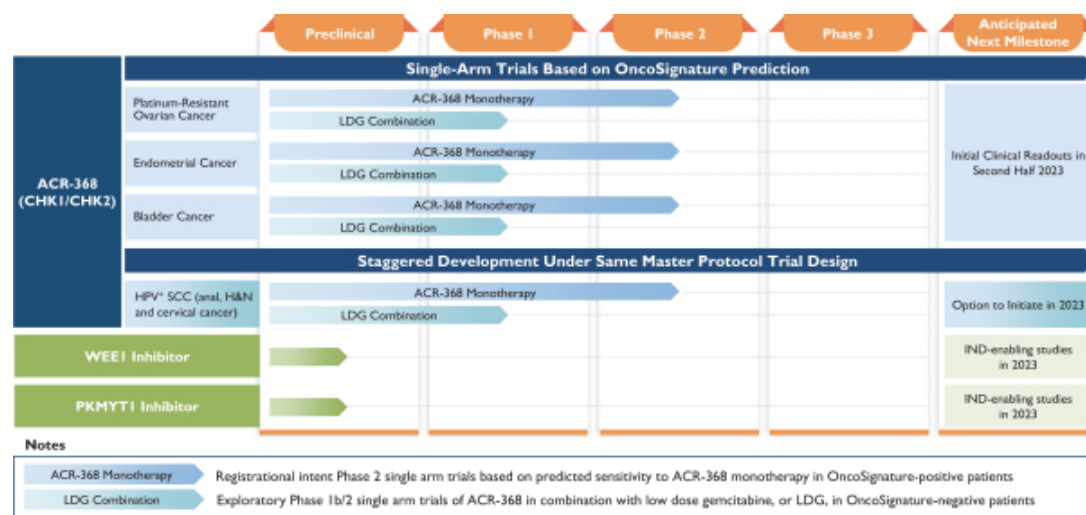 Preclinical
Phase 1
Phase 2
Phase 3
Anticipated
Next Milestone
Single-Arm Trials Based on OncoSignature Prediction
ACR-368
(CHK1/CHK2)
Platinum-Resistant
Ovarian Cancer
ACR-368 Monotherapy
LDG Combination
Endometrial Cancer
ACR-368 Monotherapy
LDG Combination
Bladder Cancer
ACR-368 Monotherapy
LDG Combination
Initial Clinical Readouts in
Second Half 2023
Staggered Development Under Same Master Protocol Trial Design
HPV⁺ SCC (anal, H&N
and cervical cancer)
ACR-368 Monotherapy
LDG Combination
Option to Initiate in 2023
WEE1 Inhibitor
IND-enabling studies
in 2023
PKMYT1 Inhibitor
IND-enabling studies
in 2023
Notes
ACR-368 Monotherapy
Registrational intent Phase 2 single arm trials based on predicted sensitivity to ACR-368 monotherapy in OncoSignature-positive patients
LDG Combination
Exploratory Phase 1b/2 single arm trials of ACR-368 in combination with low dose gemcitabine, or LDG, in OncoSignature-negative patients